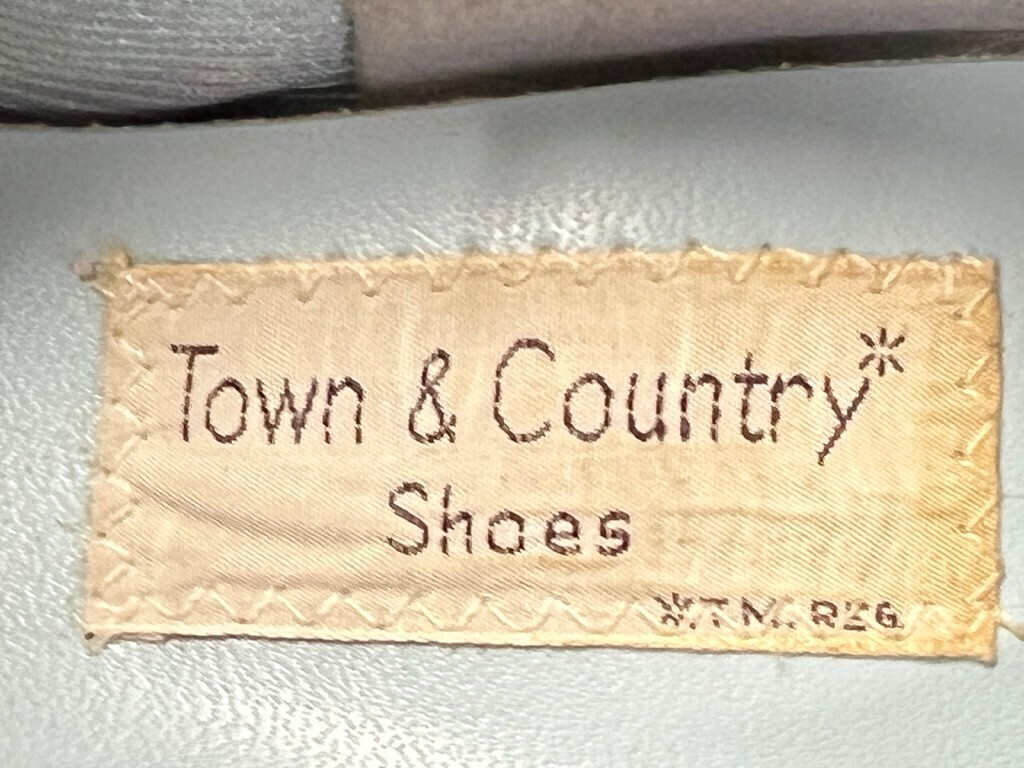 Town & Country*
Shoes
*T.M. REG